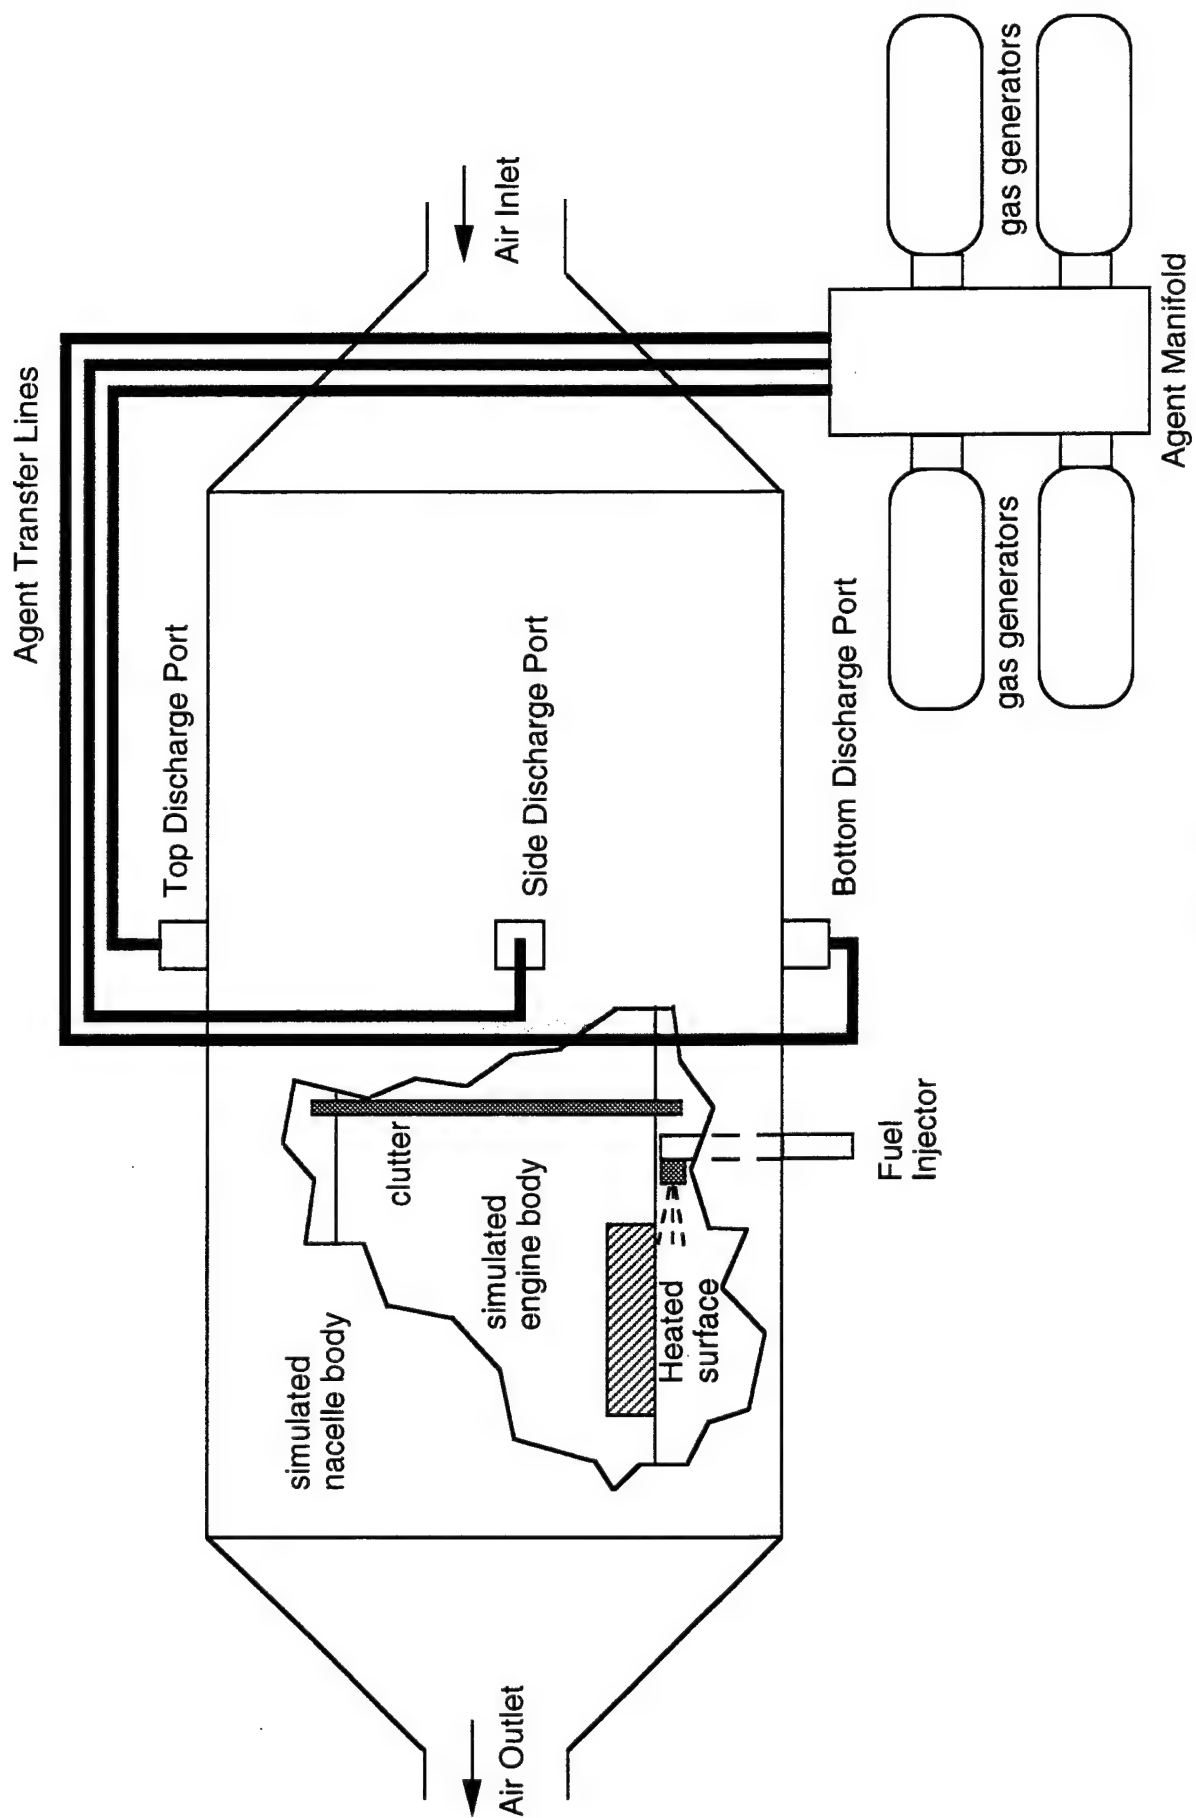 Agent Transfer Lines
Top Discharge Port
Air Inlet
Side Discharge Port
simulated
nacelle body
clutter
simulated
engine body
Heated
surface
Bottom Discharge Port
Fuel
Injector
gas generators
gas generators
Agent Manifold
Air Outlet